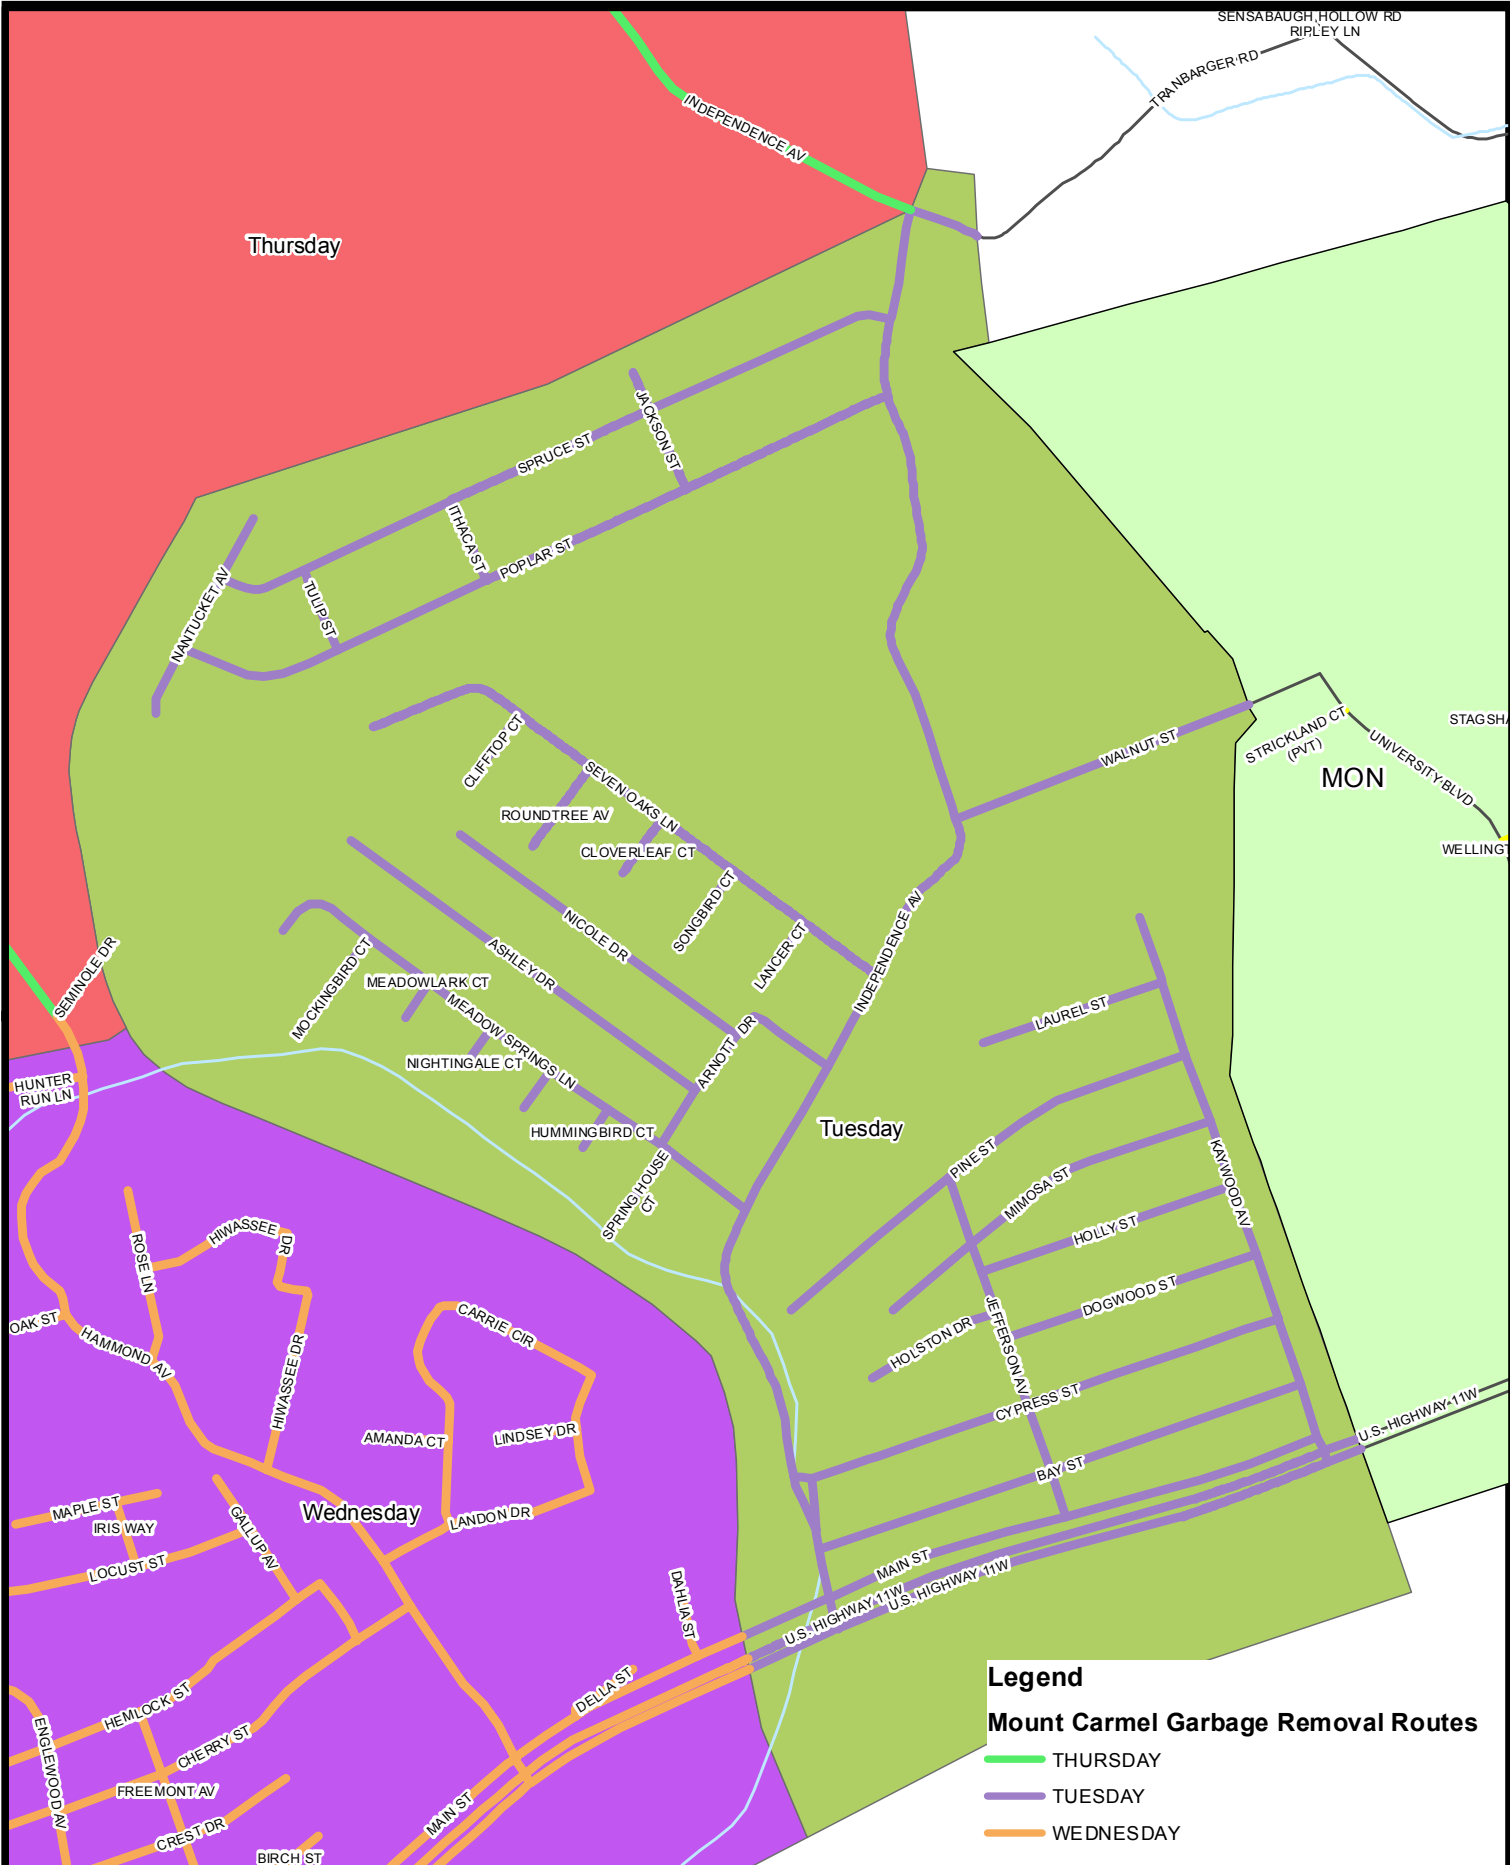 SENSABAUGH HOLLOW RD
RIPLEY LN
TRANBARGER RD
INDEPENDENCE AV
Thursday
JACKSON ST
SPRUCE ST
ITHACA ST
POPLAR ST
NANTUCKET AV
TULIP ST
WALNUT ST
STRICKLAND CT
(PVT)
STAGSH
UNIVERSITY BLVD
MON
WELLINGT
CLIFFTOP CT
SEVEN OAKS LN
ROUNDTREE AV
CLOVERLEAF CT
SONGBIRD CT
LANCER CT
INDEPENDENCE AV
NICOLE DR
ASHLEY DR
SEMINOLE DR
MOCKINGBIRD CT
MEADOWLARK CT
MEADOW SPRINGS LN
NIGHTINGALE CT
ARNOTT DR
HUMMINGBIRD CT
SPRING HOUSE
CT
LAUREL ST
Tuesday
PINE ST
MIMOSA ST
KAYWOOD AV
HOLLY ST
DOGWOOD ST
JEFFERSON AV
HOLSTON DR
CYPRESS ST
BAY ST
U.S. HIGHWAY 11W
HUNTER
RUN LN
ROSE LN
HIWASSEE
DR
OAK ST
HAMMOND AV
HIWASSEE DR
CARRIE CIR
AMANDA CT
LINDSEY DR
LANDON DR
Wednesday
MAPLE ST
IRIS WAY
GALLUP AV
LOCUST ST
DAHLIA ST
MAIN ST
U.S. HIGHWAY 11W
U.S. HIGHWAY 11W
DELLA ST
HEMLOCK ST
ENGLEWOOD AV
CHERRY ST
FREEMONT AV
CREST DR
BIRCH ST
MAIN ST
Legend
Mount Carmel Garbage Removal Routes
THURSDAY
TUESDAY
WEDNESDAY